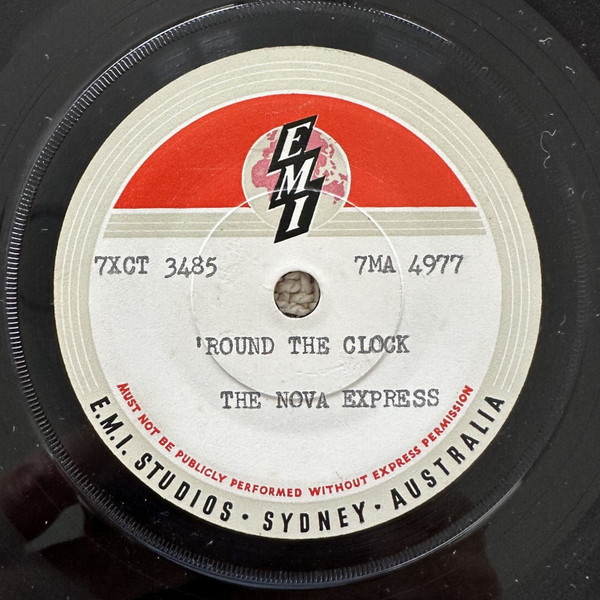 EMI
7XCT 3485 7MA 4977
'ROUND THE CLOCK
THE NOVA EXPRESS
MUST NOT BE PUBLICLY PERFORMED WITHOUT EXPRESS PERMISSION
E.M.I. STUDIOS · SYDNEY · AUSTRALIA